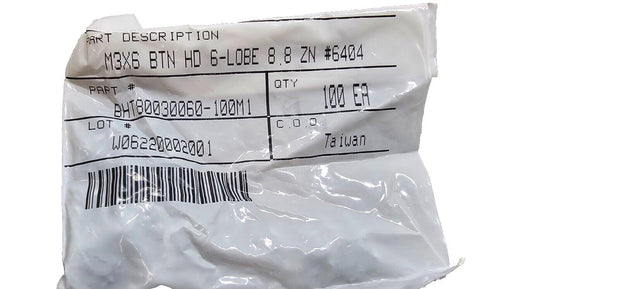 PART DESCRIPTION
M3X6 BTN HD 6-LOBE 8.8 ZN #6404
PART #
BHT80030060-100M1
QTY
100 EA
LOT #
W06220002001
C.O.O
Taiwan